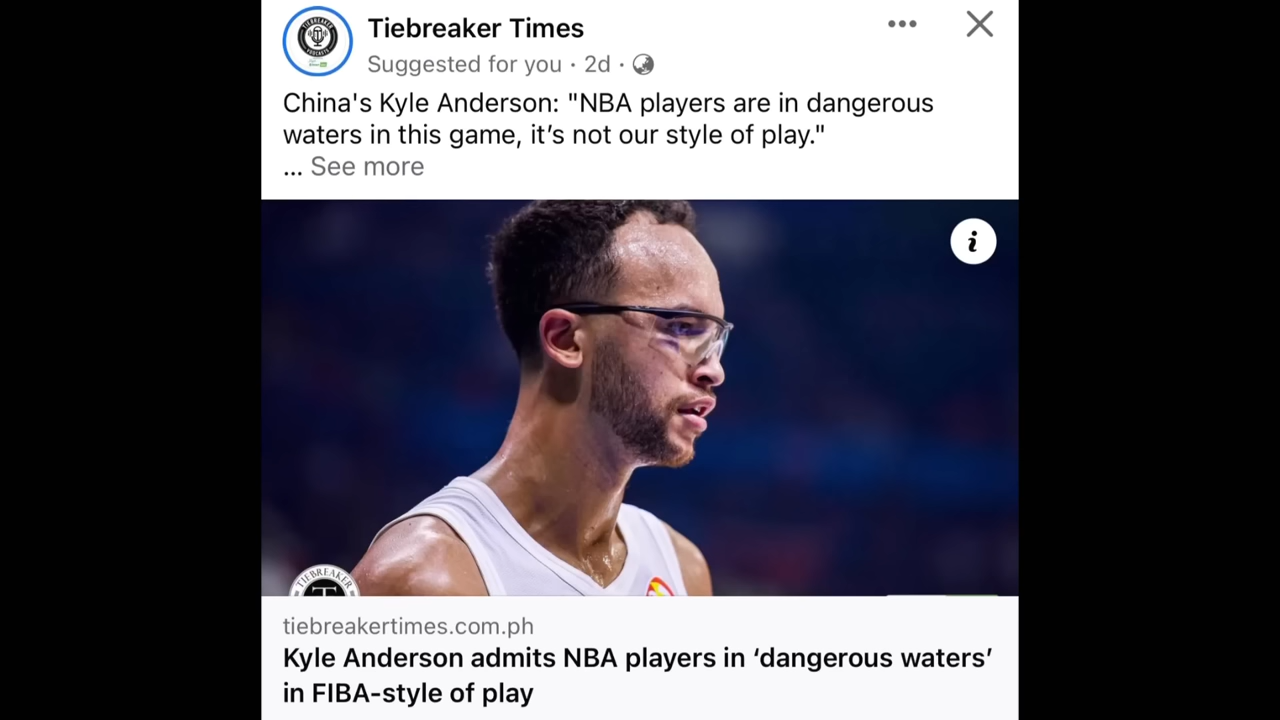 Tiebreaker Times
Suggested for you · 2d ·
China's Kyle Anderson: "NBA players are in dangerous
waters in this game, it’s not our style of play."
... See more
i
TIEBREAKER
T
tiebreakertimes.com.ph
Kyle Anderson admits NBA players in ‘dangerous waters’
in FIBA-style of play